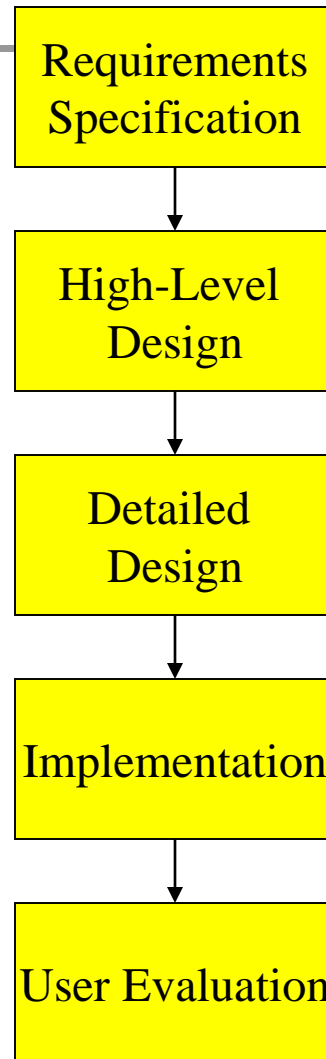 Requirements
Specification
High-Level
Design
Detailed
Design
Implementation
User Evaluation